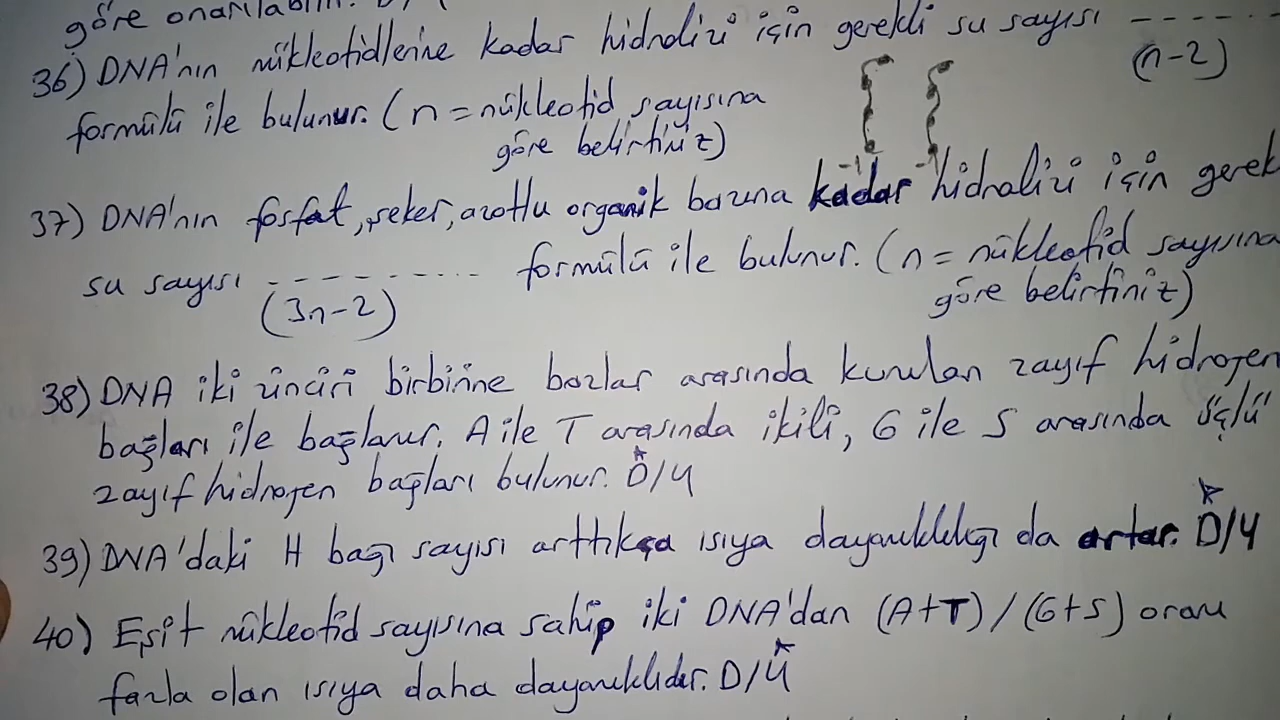 göre onarılabilir. D/
36) DNA'nın nükleotidlerine kadar hidrolizi için gerekli su sayısı ----------
(n-2)
formülü ile bulunur. (n = nükleotid sayısına
göre belirtiniz)
-1 -1
37) DNA'nın fosfat, şeker, azotlu organik bazına kadar hidrolizi için gerek
su sayısı ---------- formülü ile bulunur. (n = nükleotid sayısına
(3n-2) göre belirtiniz)
38) DNA iki zinciri birbirine bazlar arasında kurulan zayıf hidrojen
bağları ile bağlanır. A ile T arasında ikili, G ile S arasında üçlü
zayıf hidrojen bağları bulunur. D/Y
39) DNA'daki H bağı sayısı arttıkça ısıya dayanıklılığı da artar. D/Y
40) Eşit nükleotid sayısına sahip iki DNA'dan (A+T)/(G+S) oranı
fazla olan ısıya daha dayanıklıdır. D/Y